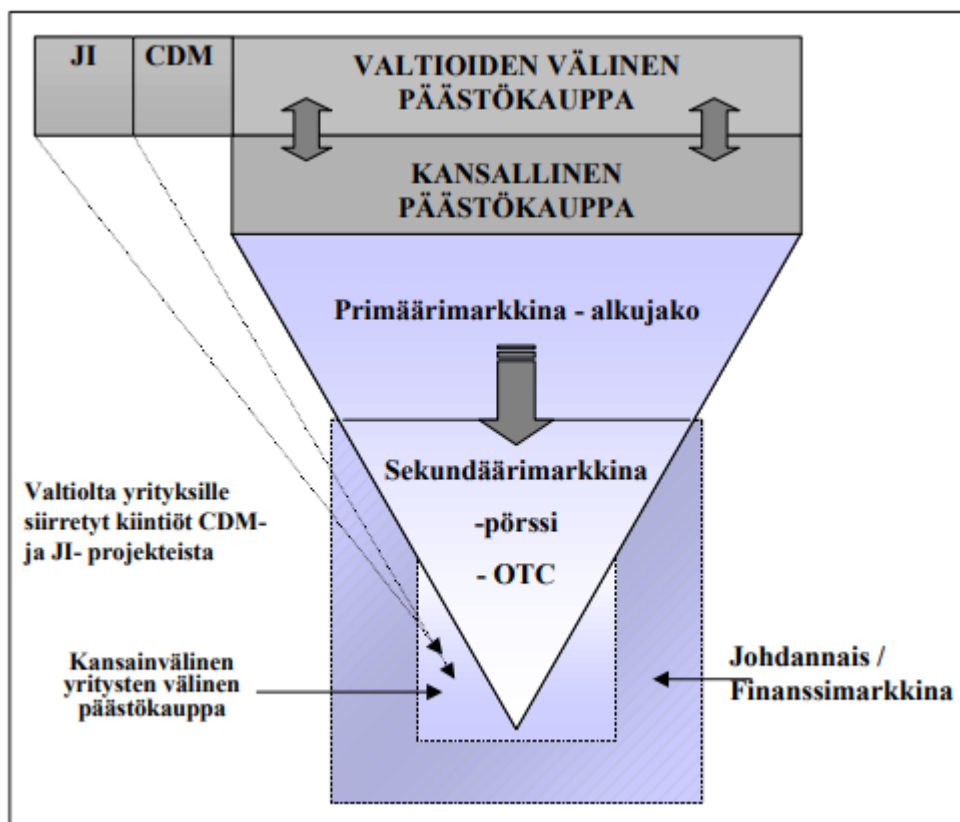 JI
CDM
VALTIOIDEN VÄLINEN
PÄÄSTÖKAUPPA
KANSALLINEN
PÄÄSTÖKAUPPA
Primäärimarkkina - alkujako
Sekundäärimarkkina
-pörssi
- OTC
Valtiolta yrityksille
siirretyt kiintiöt CDM-
ja JI- projekteista
Kansainvälinen
yritysten välinen
päästökauppa
Johdannais /
Finanssimarkkina